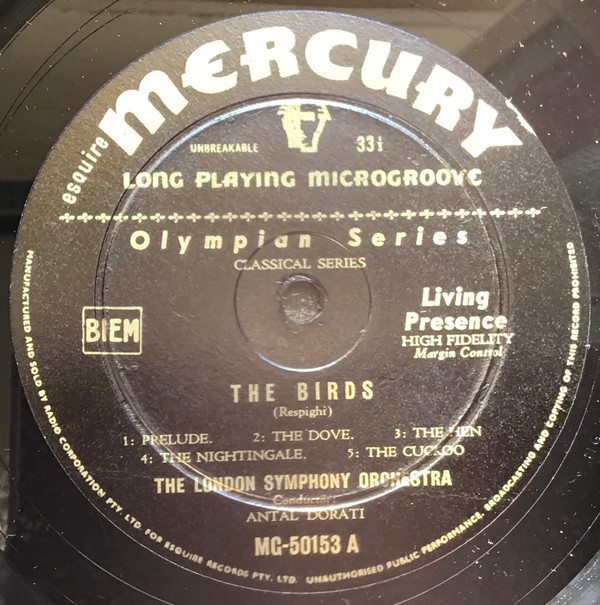 esquire MERCURY
UNBREAKABLE 33⅓
LONG PLAYING MICROGROOVE
Olympian Series
CLASSICAL SERIES
BIEM
Living
Presence
HIGH FIDELITY
Margin Control
THE BIRDS
(Respighi)
1: PRELUDE. 2: THE DOVE. 3: THE HEN
4: THE NIGHTINGALE. 5: THE CUCKOO
THE LONDON SYMPHONY ORCHESTRA
Conductor:
ANTAL DORATI
MG-50153 A
MANUFACTURED AND SOLD BY RADIO CORPORATION PTY. LTD. FOR ESQUIRE RECORDS PTY. LTD. UNAUTHORISED PUBLIC PERFORMANCE, BROADCASTING AND COPYING OF THIS RECORD PROHIBITED